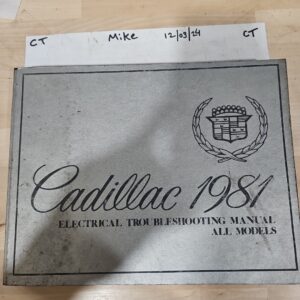 CT Mike 12/03/24 CT
Cadillac 1981
ELECTRICAL TROUBLESHOOTING MANUAL
ALL MODELS